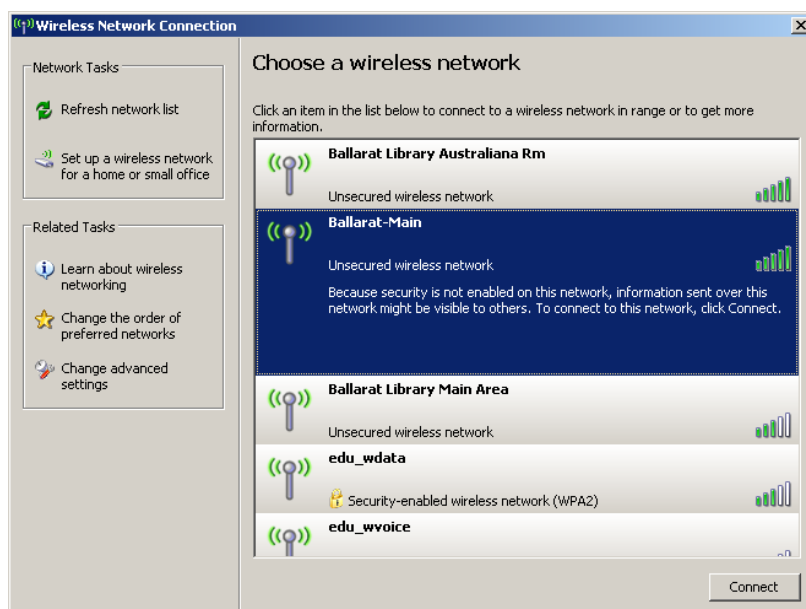 Wireless Network Connection
Network Tasks
Refresh network list
Set up a wireless network
for a home or small office
Related Tasks
Learn about wireless
networking
Change the order of
preferred networks
Change advanced
settings
Choose a wireless network
Click an item in the list below to connect to a wireless network in range or to get more
information.
Ballarat Library Australiana Rm
Unsecured wireless network
Ballarat-Main
Unsecured wireless network
Because security is not enabled on this network, information sent over this
network might be visible to others. To connect to this network, click Connect.
Ballarat Library Main Area
Unsecured wireless network
edu_wdata
Security-enabled wireless network (WPA2)
edu_wvoice
Connect